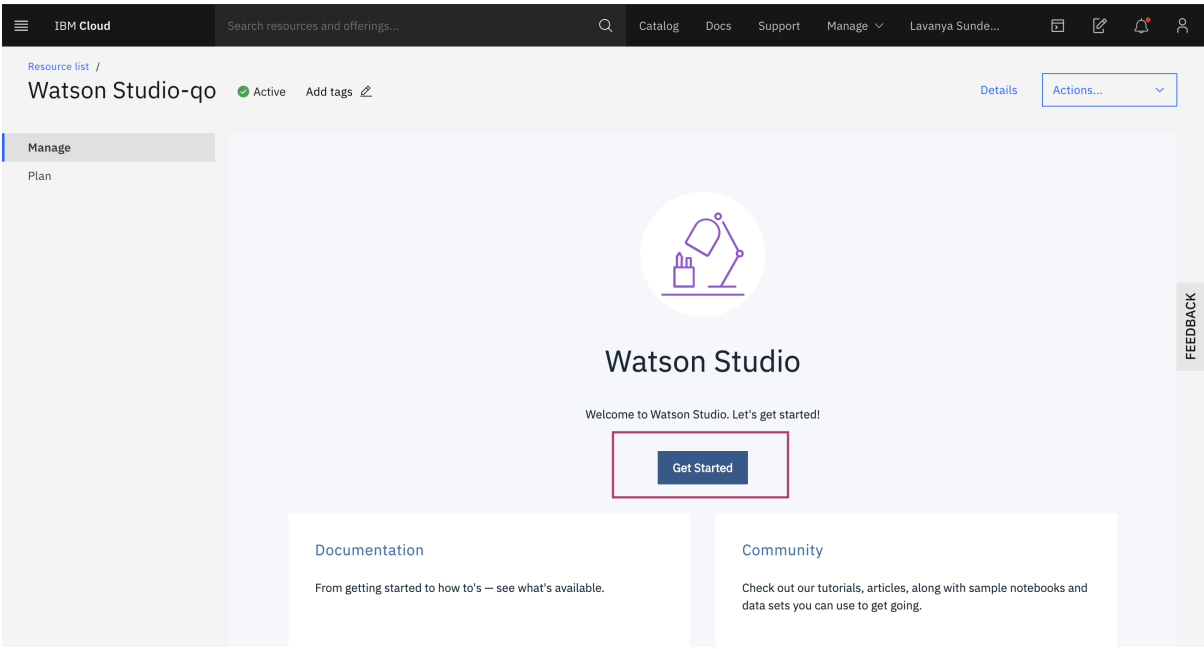 IBM Cloud
Search resources and offerings...
Catalog
Docs
Support
Manage
Lavanya Sunde...
Resource list /
Watson Studio-qo
Active
Add tags
Details
Actions...
Manage
Plan
Watson Studio
Welcome to Watson Studio. Let's get started!
Get Started
FEEDBACK
Documentation
From getting started to how to's — see what's available.
Community
Check out our tutorials, articles, along with sample notebooks and
data sets you can use to get going.